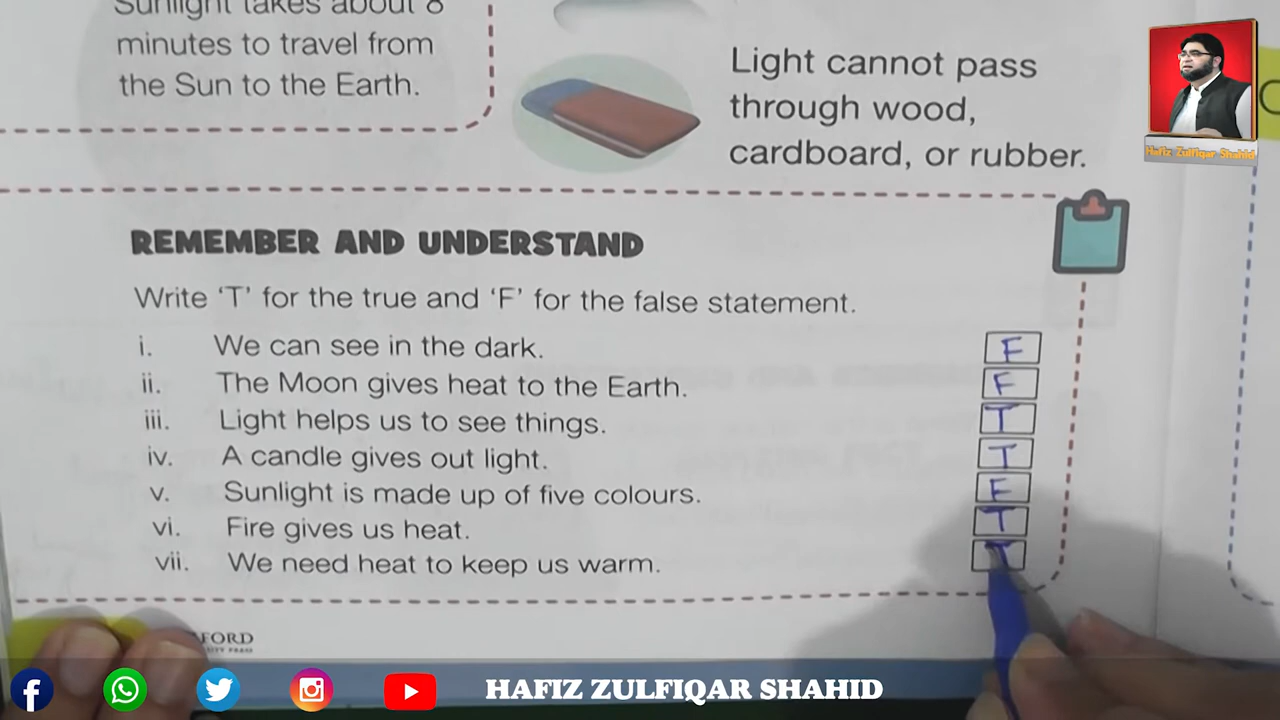 Sunlight takes about 8
minutes to travel from
the Sun to the Earth.
Light cannot pass
through wood,
cardboard, or rubber.
Hafiz Zulfiqar Shahid
REMEMBER AND UNDERSTAND
Write 'T' for the true and 'F' for the false statement.
i. We can see in the dark. F
ii. The Moon gives heat to the Earth. F
iii. Light helps us to see things. T
iv. A candle gives out light. T
v. Sunlight is made up of five colours. F
vi. Fire gives us heat. T
vii. We need heat to keep us warm. T
HAFIZ ZULFIQAR SHAHID